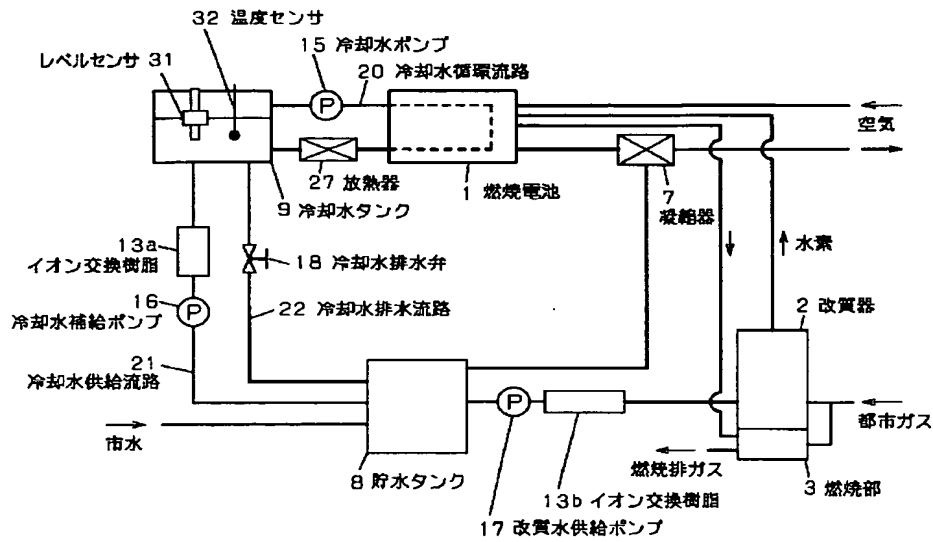 32 温度センサ
15 冷却水ポンプ
レベルセンサ 31
20 冷却水循環流路
P
空気
27 放熱器
1 燃焼電池
7
凝縮器
9 冷却水タンク
13a
イオン交換樹脂
18 冷却水排水弁
水素
16
冷却水補給ポンプ
P
22 冷却水排水流路
2 改質器
21
冷却水供給流路
P
都市ガス
市水
燃焼排ガス
8 貯水タンク
13b イオン交換樹脂
3 燃焼部
17 改質水供給ポンプ